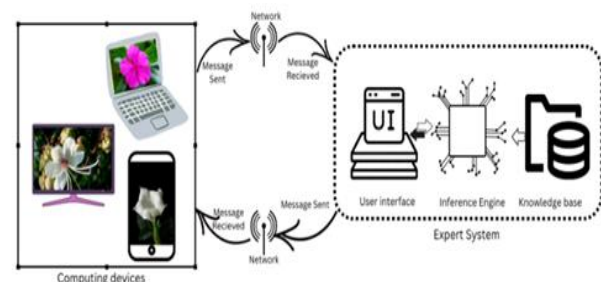 Network
Message
Sent
Message
Recieved
UI
User interface
Inference Engine
Knowledge base
Expert System
Message Sent
Message
Recieved
Network
Computing devices